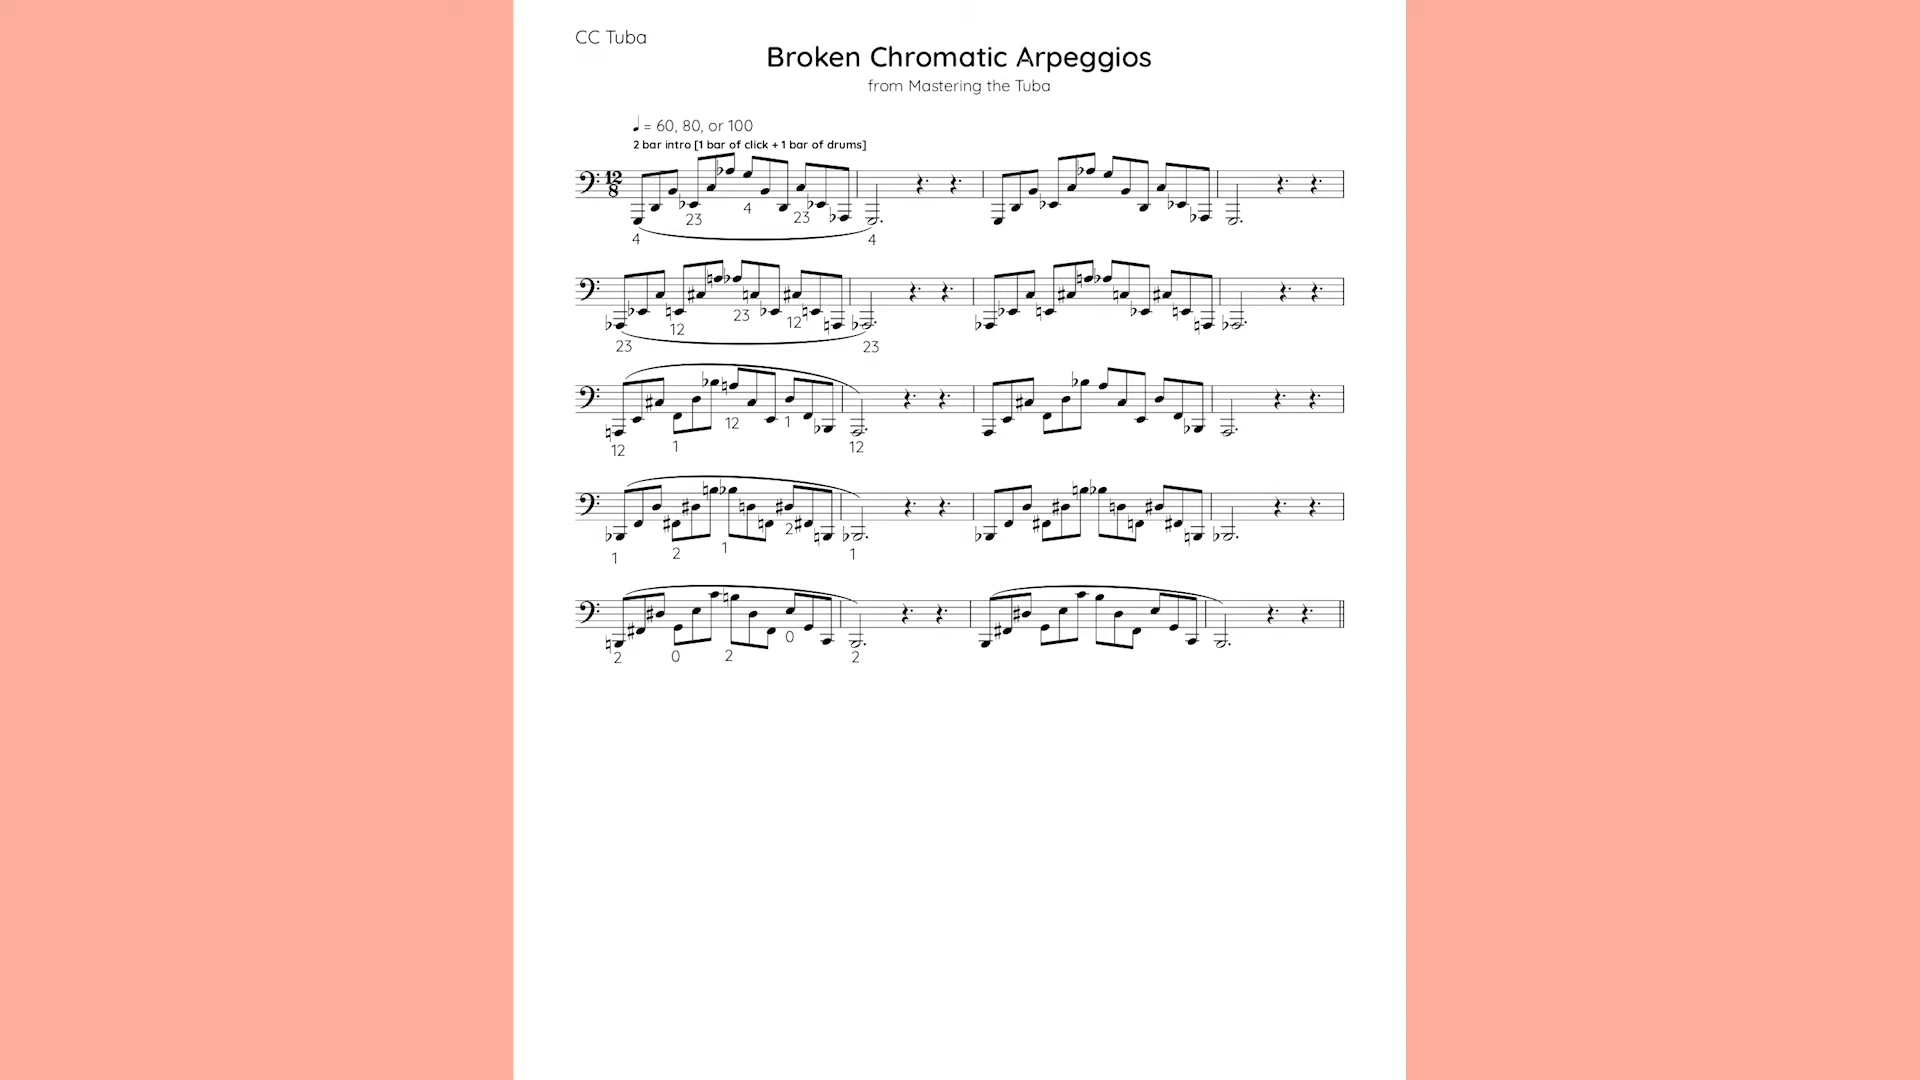 CC Tuba
Broken Chromatic Arpeggios
from Mastering the Tuba
♩ = 60, 80, or 100
2 bar intro [1 bar of click + 1 bar of drums]
12
8
4 23 4 23 4
23 12 23 12 23
12 1 12 1 12
1 2 1 2 1
2 0 2 0 2